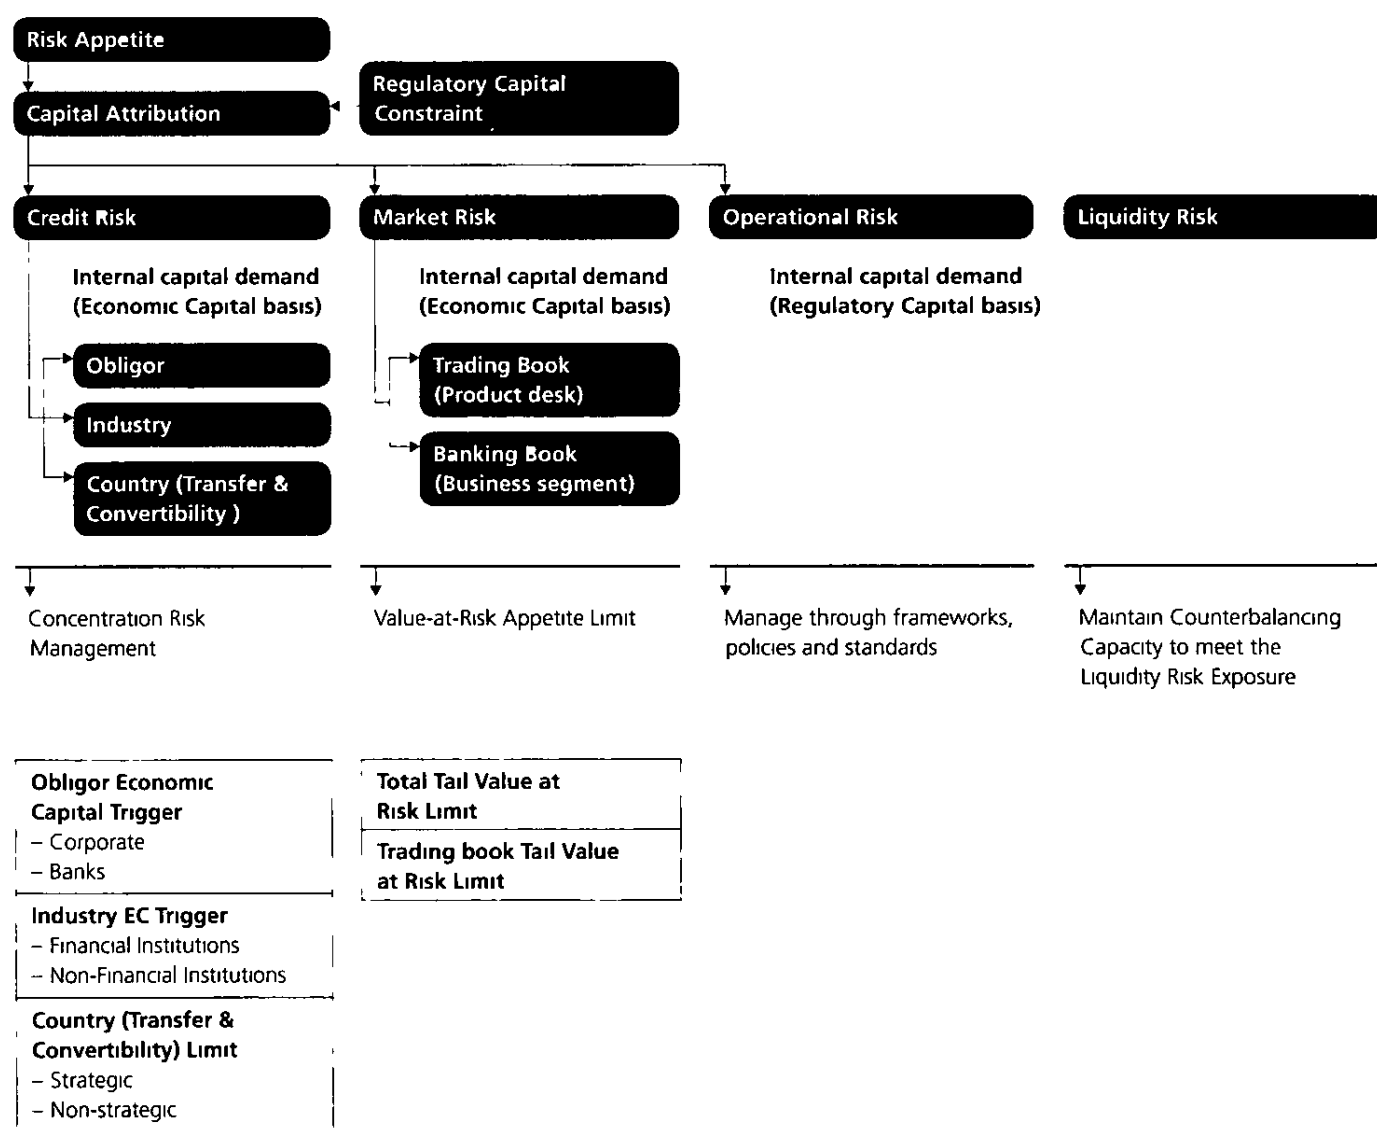 Risk Appetite
Capital Attribution
Regulatory Capital
Constraint
Credit Risk
Market Risk
Operational Risk
Liquidity Risk
Internal capital demand
(Economic Capital basis)
Internal capital demand
(Economic Capital basis)
Internal capital demand
(Regulatory Capital basis)
Obligor
Industry
Country (Transfer &
Convertibility )
Trading Book
(Product desk)
Banking Book
(Business segment)
Concentration Risk
Management
Value-at-Risk Appetite Limit
Manage through frameworks,
policies and standards
Maintain Counterbalancing
Capacity to meet the
Liquidity Risk Exposure
Obligor Economic
Capital Trigger
– Corporate
– Banks
Industry EC Trigger
– Financial Institutions
– Non-Financial Institutions
Country (Transfer &
Convertibility) Limit
– Strategic
– Non-strategic
Total Tail Value at
Risk Limit
Trading book Tail Value
at Risk Limit